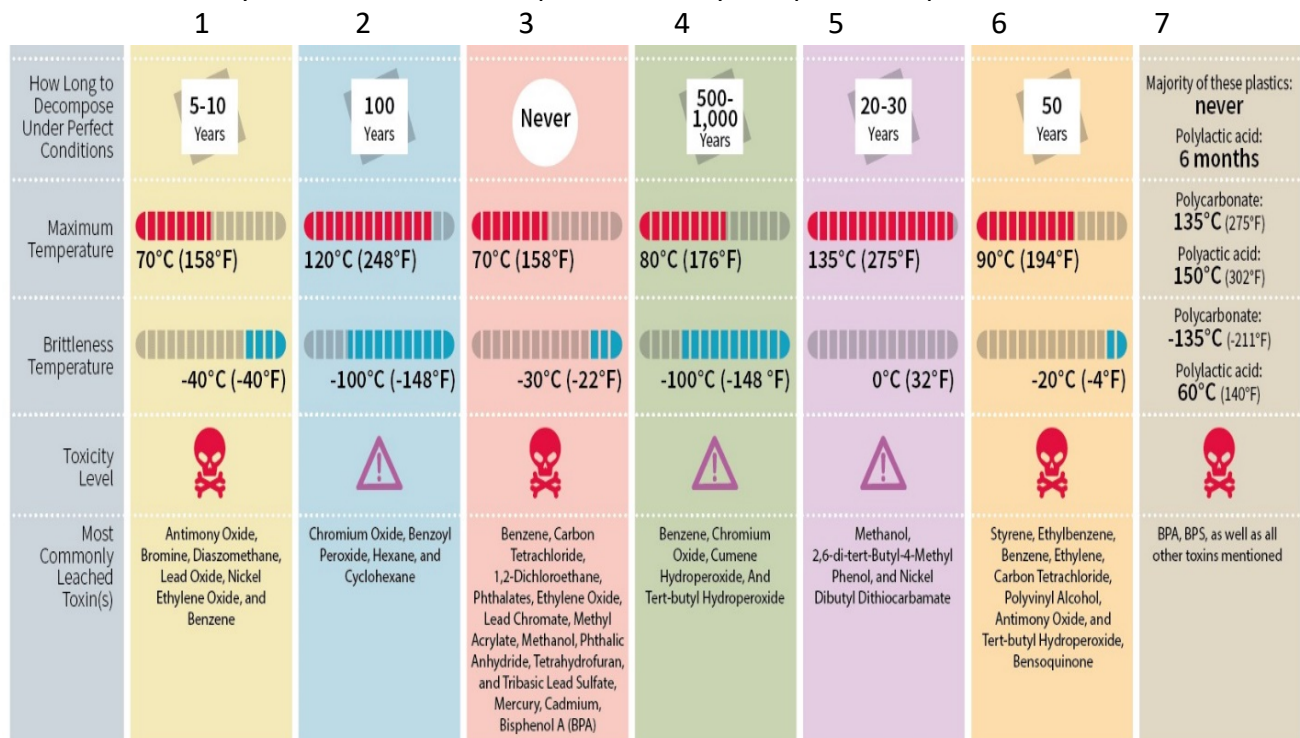 1 2 3 4 5 6 7
How Long to
Decompose
Under Perfect
Conditions
5-10
Years
100
Years
Never
500-
1,000
Years
20-30
Years
50
Years
Majority of these plastics:
never
Polylactic acid:
6 months
Maximum
Temperature
70°C (158°F)
120°C (248°F)
70°C (158°F)
80°C (176°F)
135°C (275°F)
90°C (194°F)
Polycarbonate:
135°C (275°F)
Polyactic acid:
150°C (302°F)
Brittleness
Temperature
-40°C (-40°F)
-100°C (-148°F)
-30°C (-22°F)
-100°C (-148 °F)
0°C (32°F)
-20°C (-4°F)
Polycarbonate:
-135°C (-211°F)
Polylactic acid:
60°C (140°F)
Toxicity
Level
Most
Commonly
Leached
Toxin(s)
Antimony Oxide,
Bromine, Diaszomethane,
Lead Oxide, Nickel
Ethylene Oxide, and
Benzene
Chromium Oxide, Benzoyl
Peroxide, Hexane, and
Cyclohexane
Benzene, Carbon
Tetrachloride,
1,2-Dichloroethane,
Phthalates, Ethylene Oxide,
Lead Chromate, Methyl
Acrylate, Methanol, Phthalic
Anhydride, Tetrahydrofuran,
and Tribasic Lead Sulfate,
Mercury, Cadmium,
Bisphenol A (BPA)
Benzene, Chromium
Oxide, Cumene
Hydroperoxide, And
Tert-butyl Hydroperoxide
Methanol,
2,6-di-tert-Butyl-4-Methyl
Phenol, and Nickel
Dibutyl Dithiocarbamate
Styrene, Ethylbenzene,
Benzene, Ethylene,
Carbon Tetrachloride,
Polyvinyl Alcohol,
Antimony Oxide, and
Tert-butyl Hydroperoxide,
Bensoquinone
BPA, BPS, as well as all
other toxins mentioned